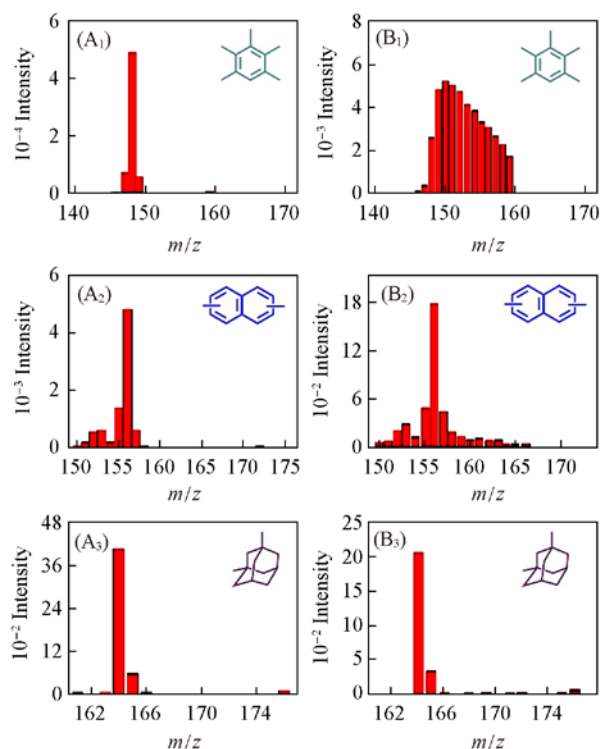 (A₁)
10⁻⁴ Intensity
6
4
2
0
140 150 160 170
m/z
(B₁)
10⁻³ Intensity
8
6
4
2
0
140 150 160 170
m/z
(A₂)
10⁻³ Intensity
6
4
2
0
150 155 160 165 170 175
m/z
(B₂)
10⁻² Intensity
18
12
6
0
150 155 160 165 170
m/z
(A₃)
10⁻² Intensity
48
36
24
12
0
162 166 170 174
m/z
(B₃)
10⁻² Intensity
25
20
15
10
5
0
162 166 170 174
m/z